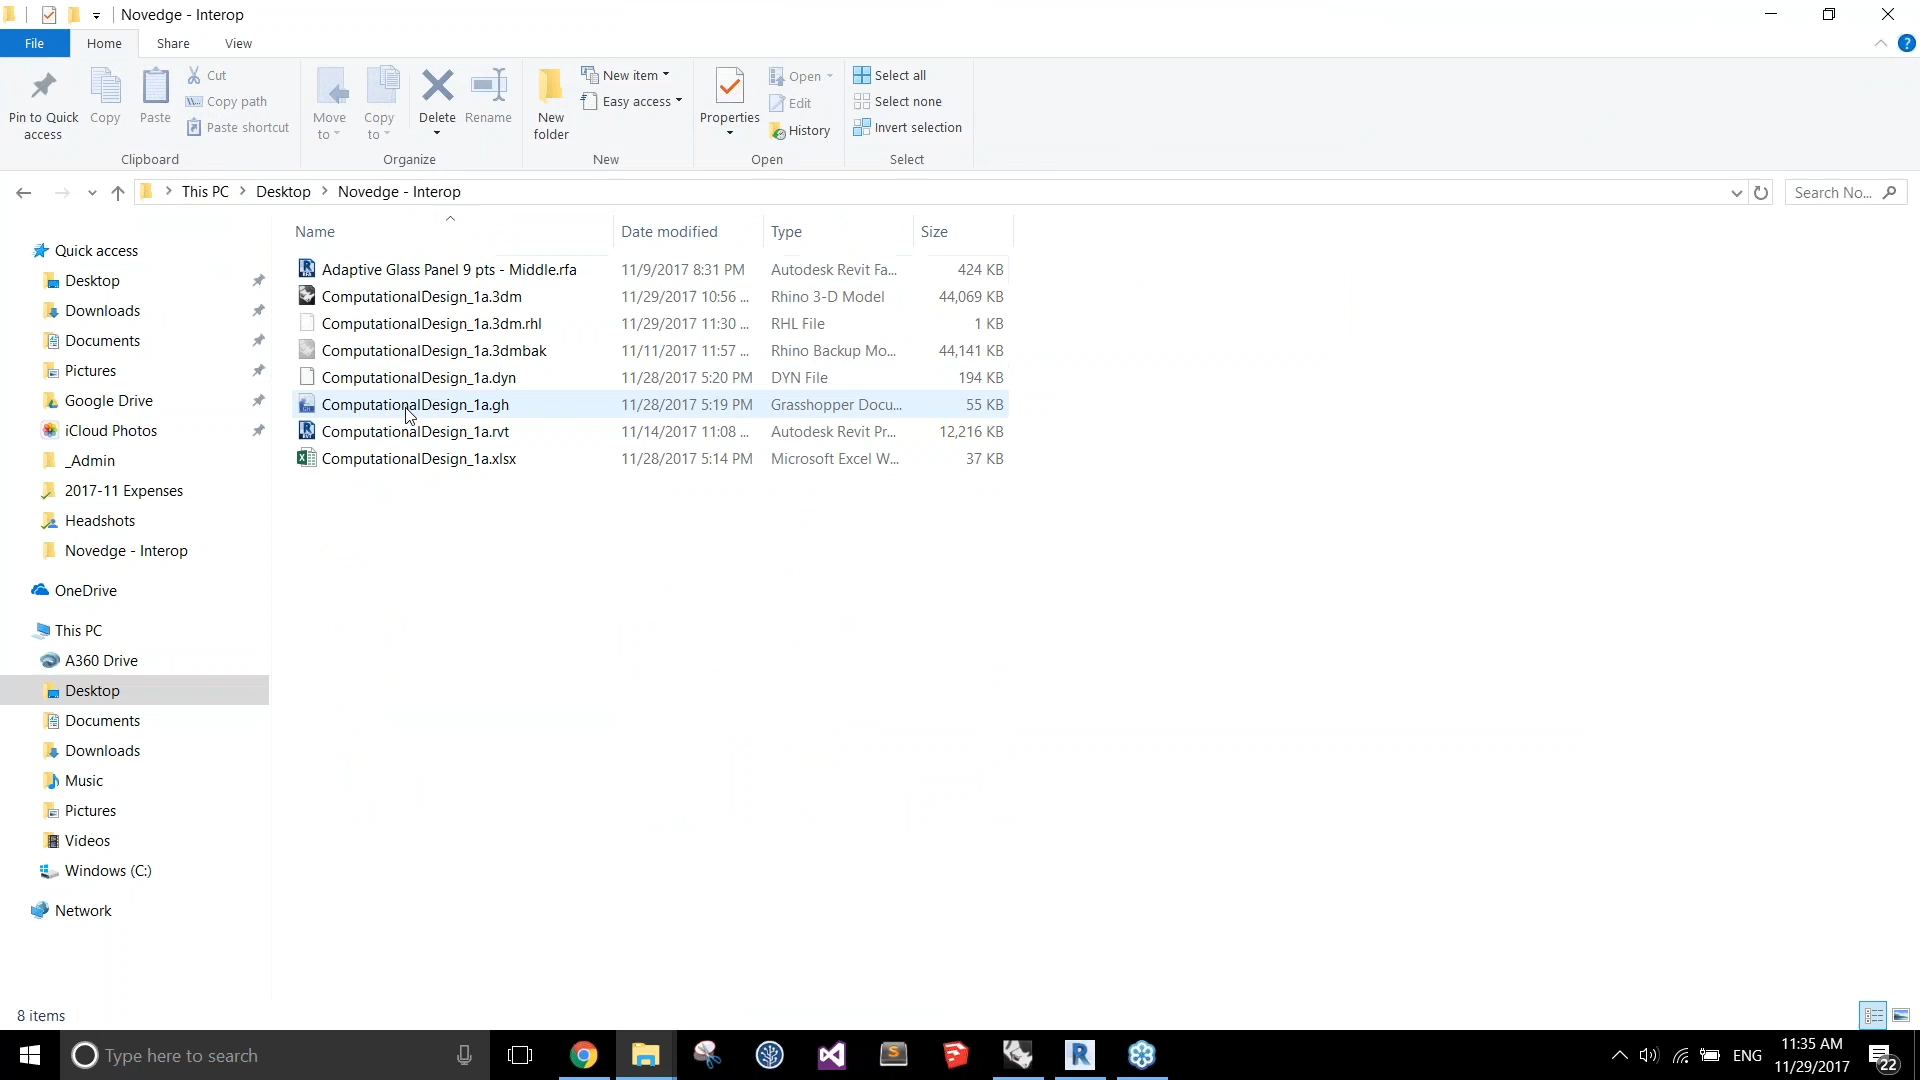 Novedge - Interop
File Home Share View
Pin to Quick access
Copy
Paste
Cut
Copy path
Paste shortcut
Clipboard
Move to
Copy to
Delete
Rename
Organize
New folder
New item
Easy access
New
Properties
Open
Edit
History
Open
Select all
Select none
Invert selection
Select
This PC Desktop Novedge - Interop
Search No...
Name Date modified Type Size
Adaptive Glass Panel 9 pts - Middle.rfa 11/9/2017 8:31 PM Autodesk Revit Fa... 424 KB
ComputationalDesign_1a.3dm 11/29/2017 10:56 ... Rhino 3-D Model 44,069 KB
ComputationalDesign_1a.3dm.rhl 11/29/2017 11:30 ... RHL File 1 KB
ComputationalDesign_1a.3dmbak 11/11/2017 11:57 ... Rhino Backup Mo... 44,141 KB
ComputationalDesign_1a.dyn 11/28/2017 5:20 PM DYN File 194 KB
ComputationalDesign_1a.gh 11/28/2017 5:19 PM Grasshopper Docu... 55 KB
ComputationalDesign_1a.rvt 11/14/2017 11:08 ... Autodesk Revit Pr... 12,216 KB
ComputationalDesign_1a.xlsx 11/28/2017 5:14 PM Microsoft Excel W... 37 KB
Quick access
Desktop
Downloads
Documents
Pictures
Google Drive
iCloud Photos
_Admin
2017-11 Expenses
Headshots
Novedge - Interop
OneDrive
This PC
A360 Drive
Desktop
Documents
Downloads
Music
Pictures
Videos
Windows (C:)
Network
8 items
Type here to search
ENG
11:35 AM
11/29/2017
22